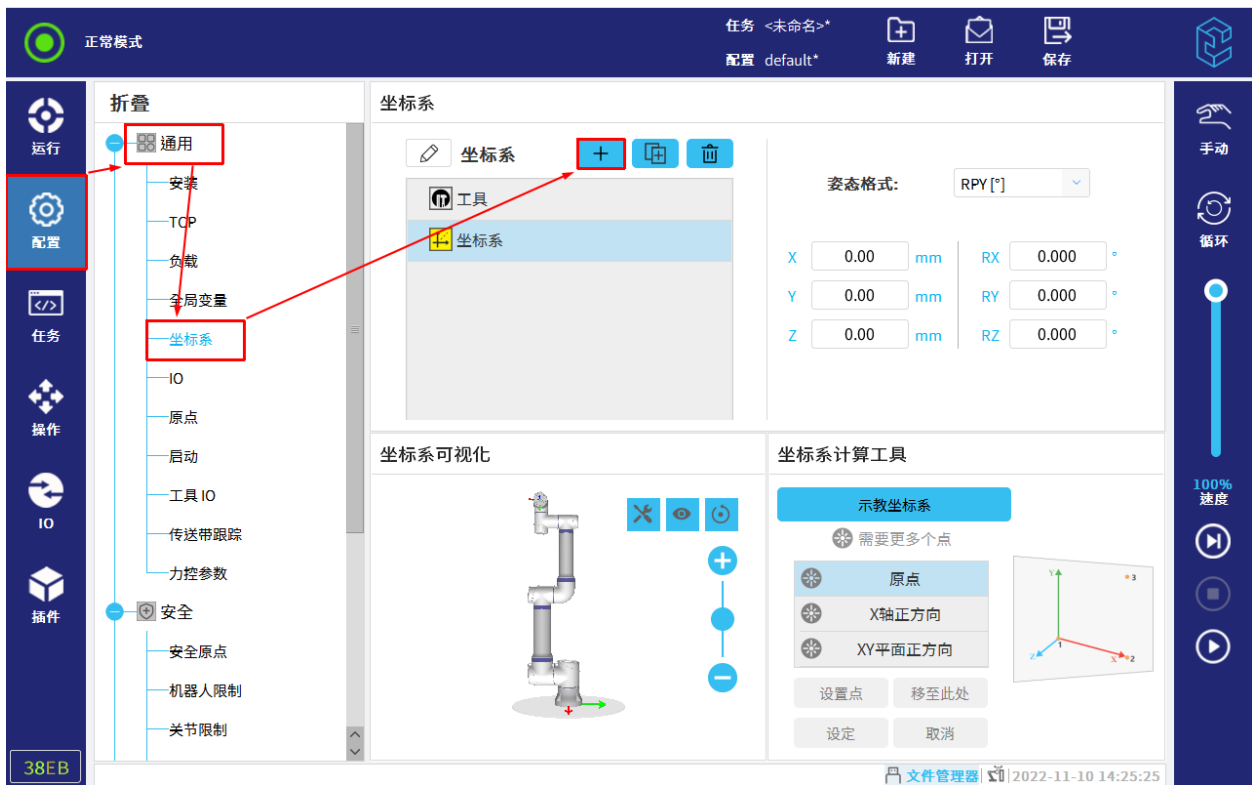 正常模式
任务 <未命名>*
配置 default*
新建
打开
保存
运行
配置
任务
操作
IO
插件
38EB
折叠
通用
安装
TCP
负载
全局变量
坐标系
IO
原点
启动
工具 IO
传送带跟踪
力控参数
安全
安全原点
机器人限制
关节限制
坐标系
坐标系
工具
坐标系
姿态格式: RPY [°]
X 0.00 mm RX 0.000 °
Y 0.00 mm RY 0.000 °
Z 0.00 mm RZ 0.000 °
坐标系可视化
坐标系计算工具
示教坐标系
需要更多个点
原点
X轴正方向
XY平面正方向
设置点 移至此处
设定 取消
Y 3
1
Z X 2
手动
循环
100%
速度
文件管理器 2022-11-10 14:25:25